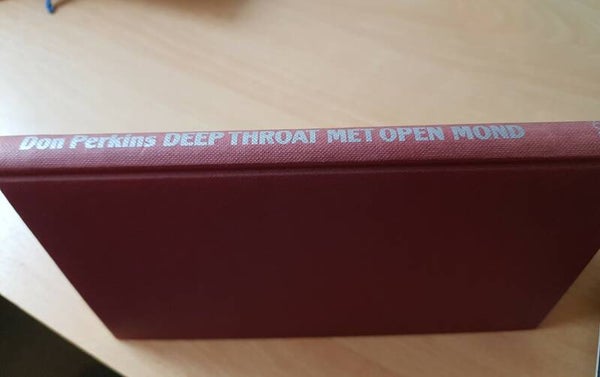 Don Perkins DEEP THROAT MET OPEN MOND